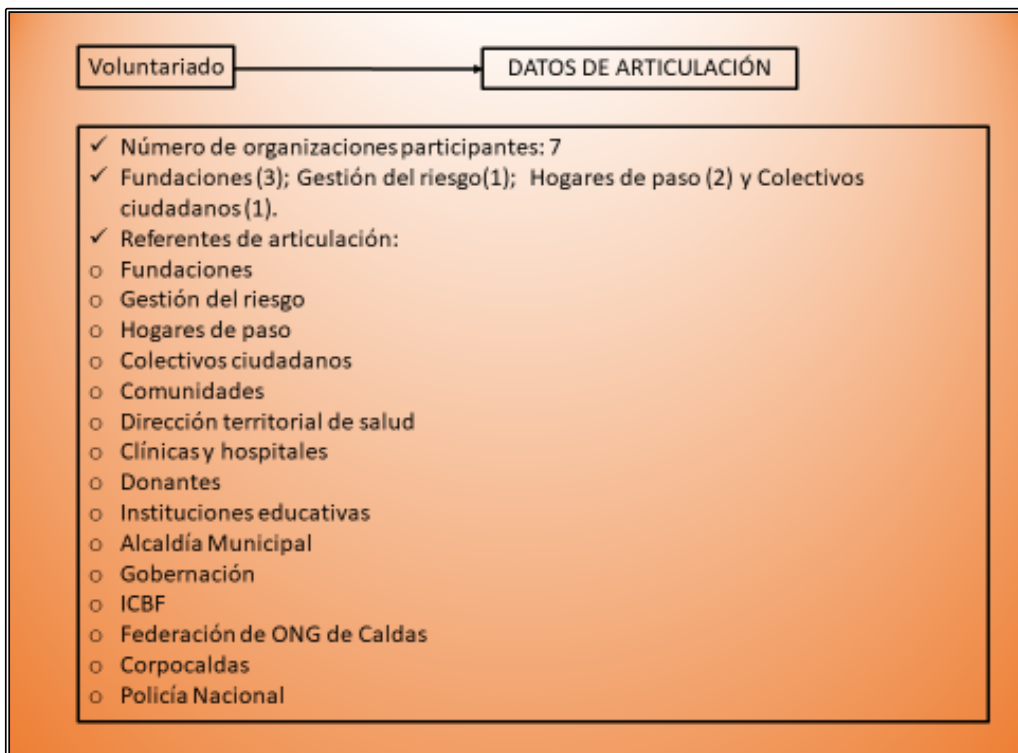 Voluntariado
DATOS DE ARTICULACIÓN
✓ Número de organizaciones participantes: 7
✓ Fundaciones (3); Gestión del riesgo(1); Hogares de paso (2) y Colectivos
ciudadanos (1).
✓ Referentes de articulación:
o Fundaciones
o Gestión del riesgo
o Hogares de paso
o Colectivos ciudadanos
o Comunidades
o Dirección territorial de salud
o Clínicas y hospitales
o Donantes
o Instituciones educativas
o Alcaldía Municipal
o Gobernación
o ICBF
o Federación de ONG de Caldas
o Corpocaldas
o Policía Nacional